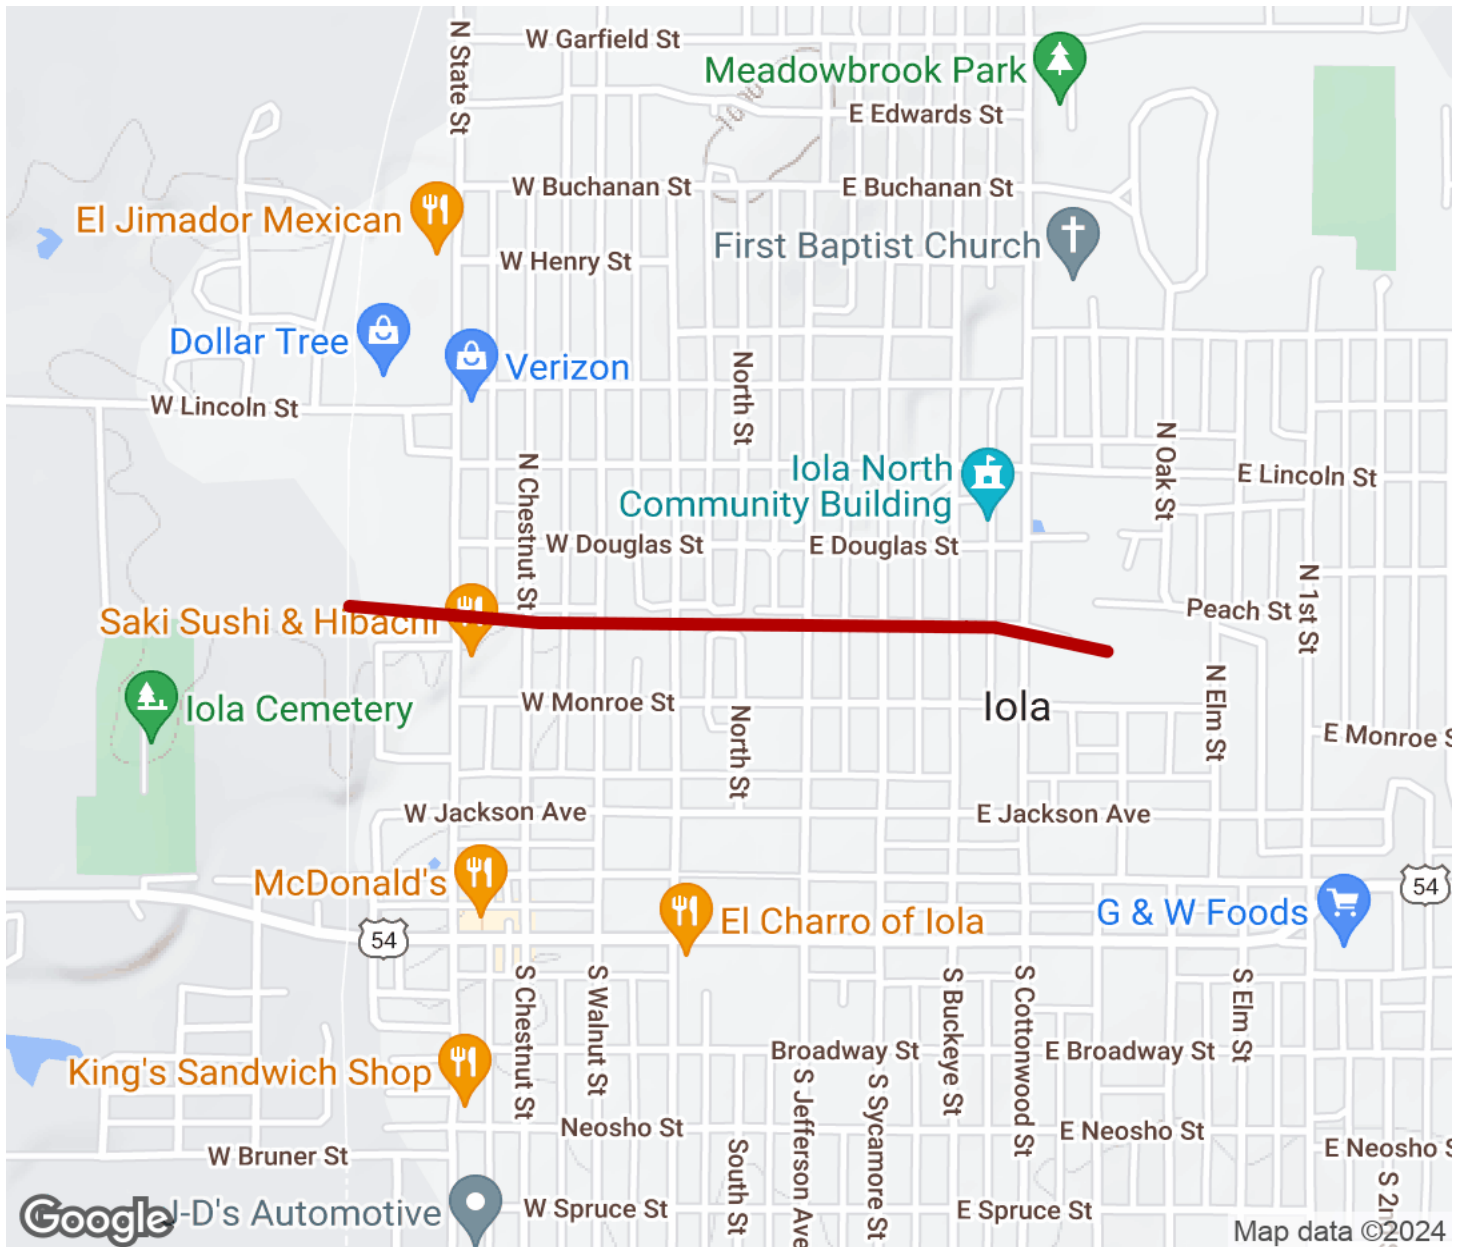 N State St
W Garfield St
Meadowbrook Park
E Edwards St
W Buchanan St
E Buchanan St
El Jimador Mexican
First Baptist Church
W Henry St
Dollar Tree
Verizon
North St
W Lincoln St
N Oak St
Iola North
Community Building
E Lincoln St
N Chestnut St
W Douglas St
E Douglas St
N 1st St
Peach St
Saki Sushi & Hibachi
Iola Cemetery
W Monroe St
Iola
N Elm St
North St
E Monroe S
W Jackson Ave
E Jackson Ave
McDonald's
54
El Charro of Iola
G & W Foods
54
S Chestnut St
S Walnut St
S Buckeye St
S Cottonwood St
S Elm St
King's Sandwich Shop
Broadway St
E Broadway St
S Jefferson Ave
S Sycamore St
Neosho St
E Neosho St
E Neosho S
W Bruner St
South St
S 2nd
J-D's Automotive
W Spruce St
E Spruce St
Google
Map data ©2024